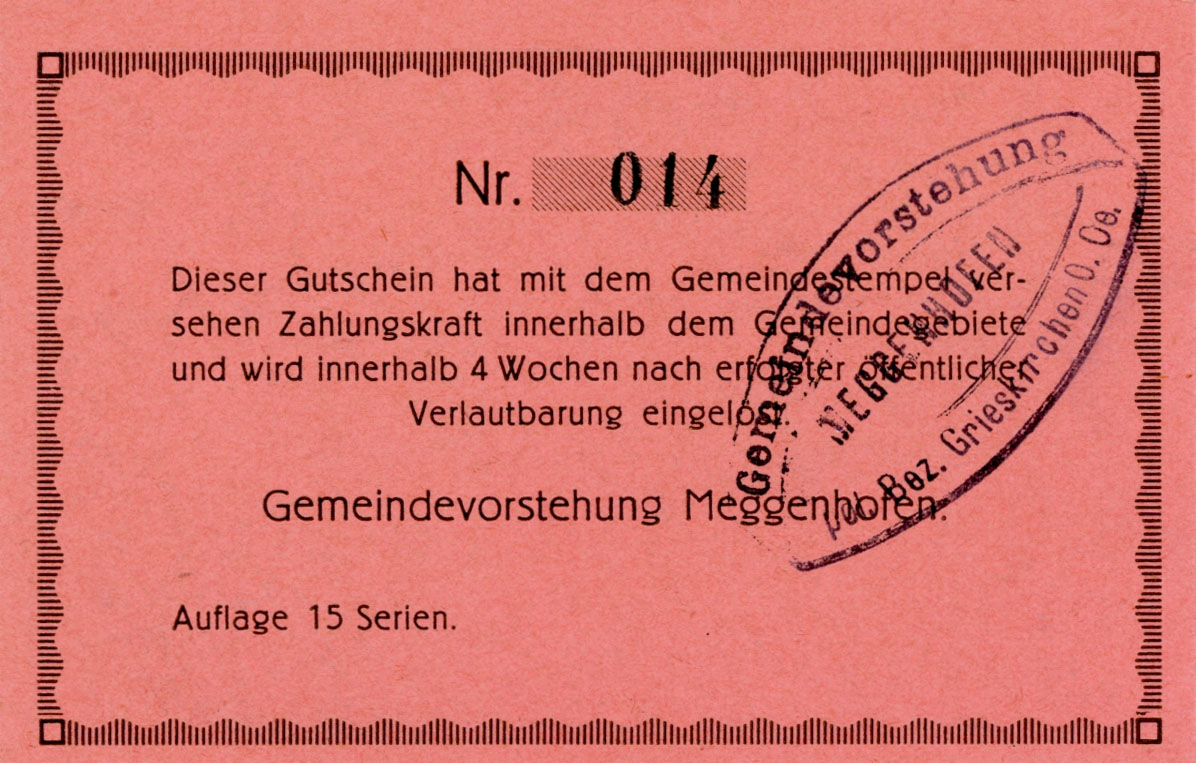 Nr. 014
Dieser Gutschein hat mit dem Gemeindestempel ver-
sehen Zahlungskraft innerhalb dem Gemeindegebiete
und wird innerhalb 4 Wochen nach erfolgter öffentlicher
Verlautbarung eingelöst.
Gemeindevorstehung Meggenhofen.
Auflage 15 Serien.
Gemeindevorstehung
MEGGENHOFEN
Bez. Grieskirchen O. Oe.